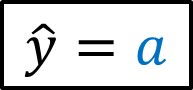 ŷ = a